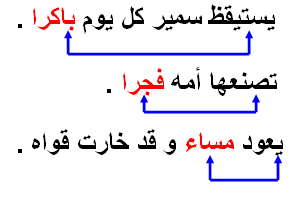 يستيقظ سمير كل يوم باكرا .
تصنعها أمه فجرا .
يعود مساء و قد خارت قواه .